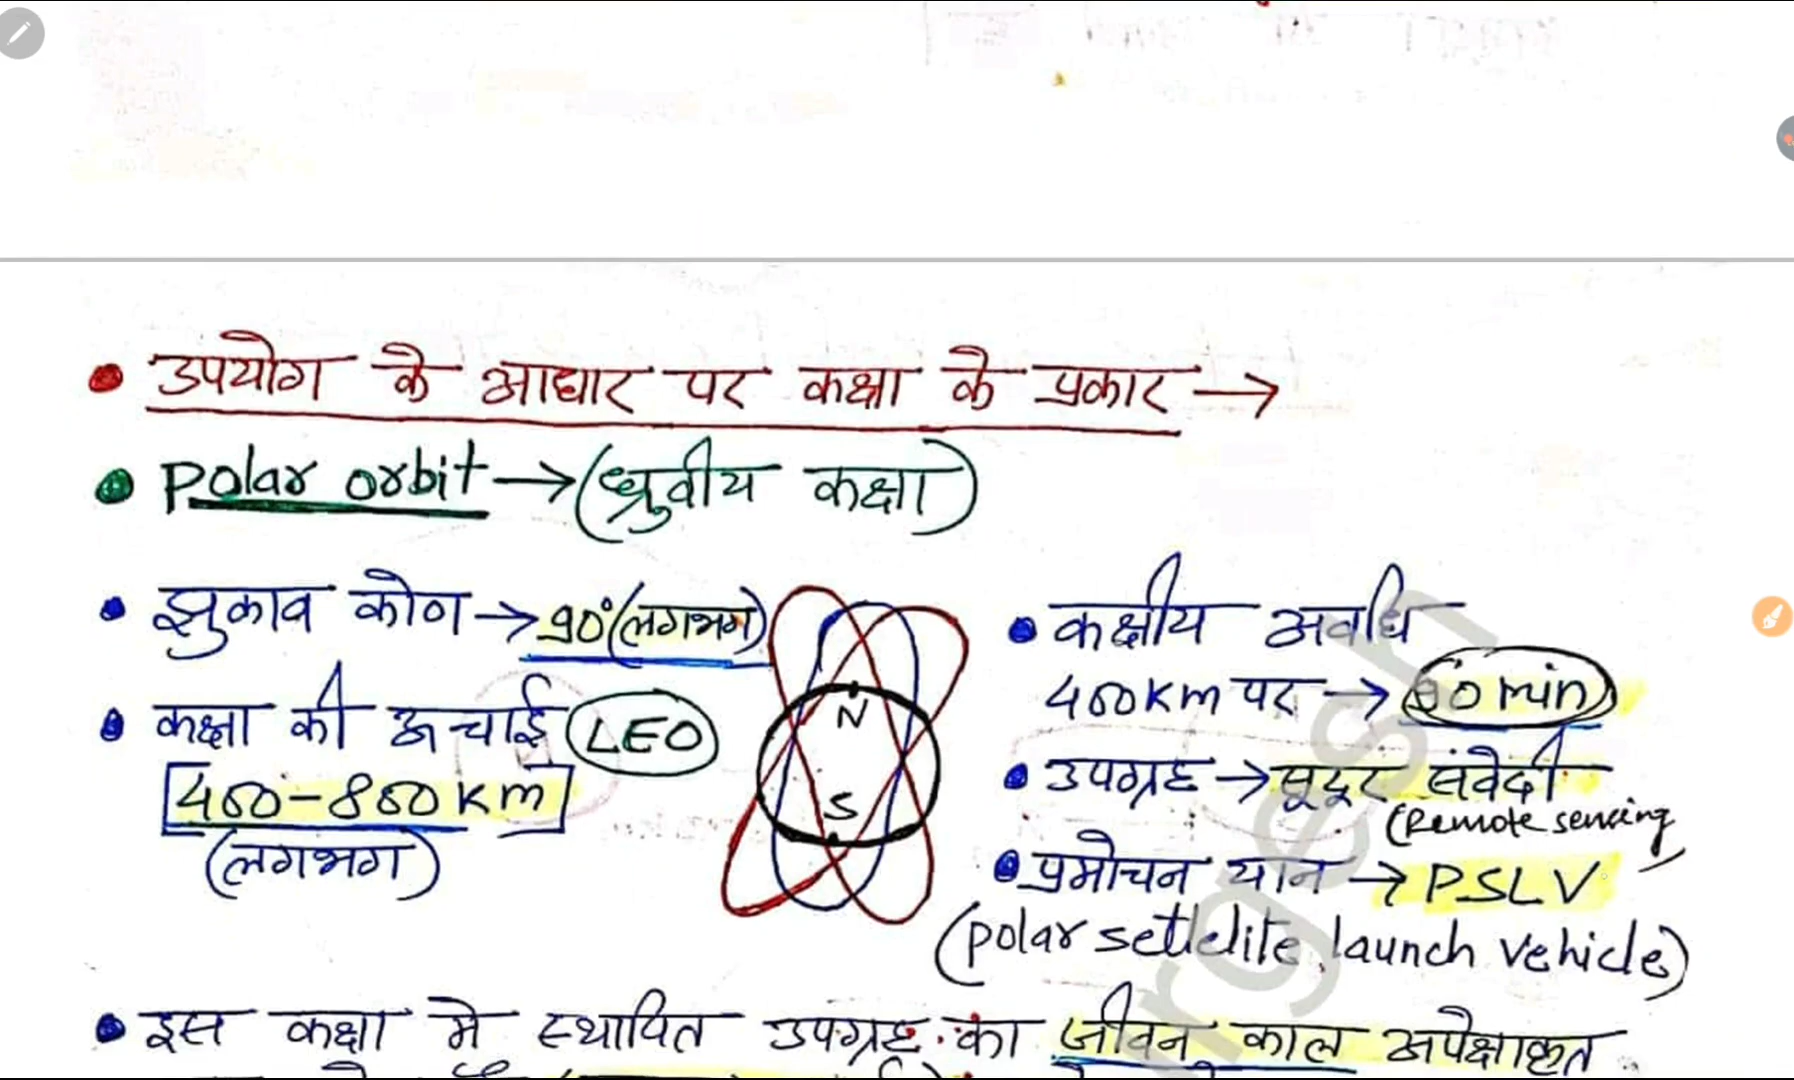 • उपयोग के आधार पर कक्षा के प्रकार →
• Polar orbit → (ध्रुवीय कक्षा)
• झुकाव कोण → 90° (लगभग)
• कक्षा की ऊचाई (LEO)
[400-800 Km]
(लगभग)
N
S
• कक्षीय अवधि
400 Km पर → 90 min
• उपग्रह → सूदूर संवेदी
(Remote sensing)
• प्रमोचन यान → PSLV
(polar settelite launch vehicle)
• इस कक्षा मे स्थापित उपग्रह का जीवन काल अपेक्षाकृत